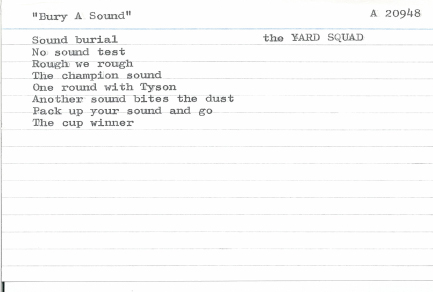 "Bury A Sound" A 20948
Sound burial the YARD SQUAD
No sound test
Rough we rough
The champion sound
One round with Tyson
Another sound bites the dust
Pack up your sound and go
The cup winner